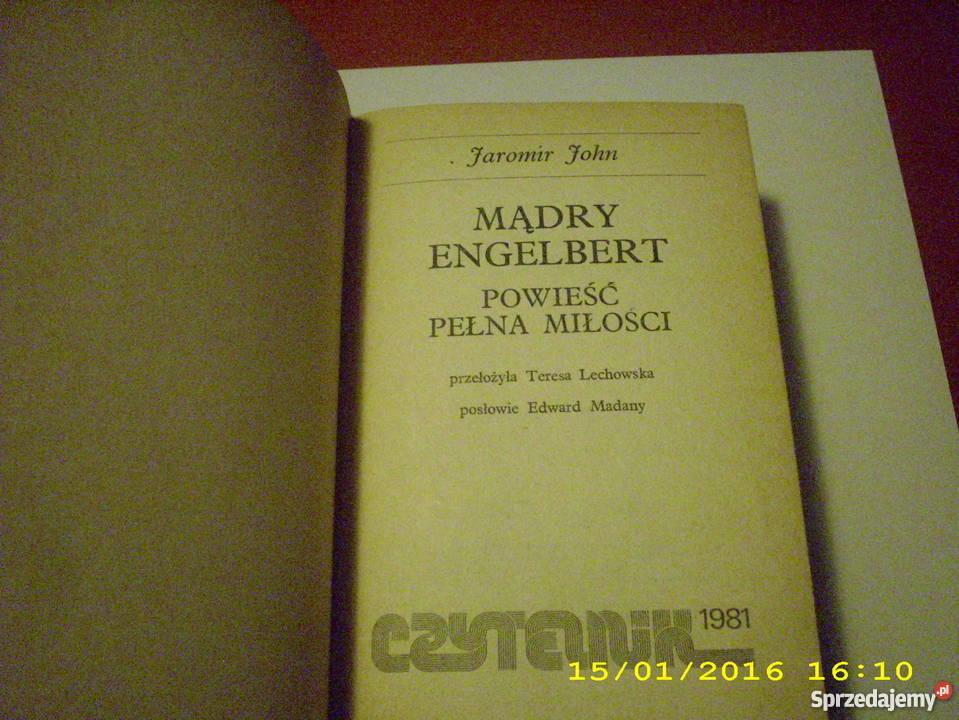 Jaromír John
MĄDRY
ENGELBERT
POWIEŚĆ
PEŁNA MIŁOŚCI
przełożyła Teresa Lechowska
posłowie Edward Madany
CZYTELNIK 1981
15/01/2016 16:10
Sprzedajemy.pl